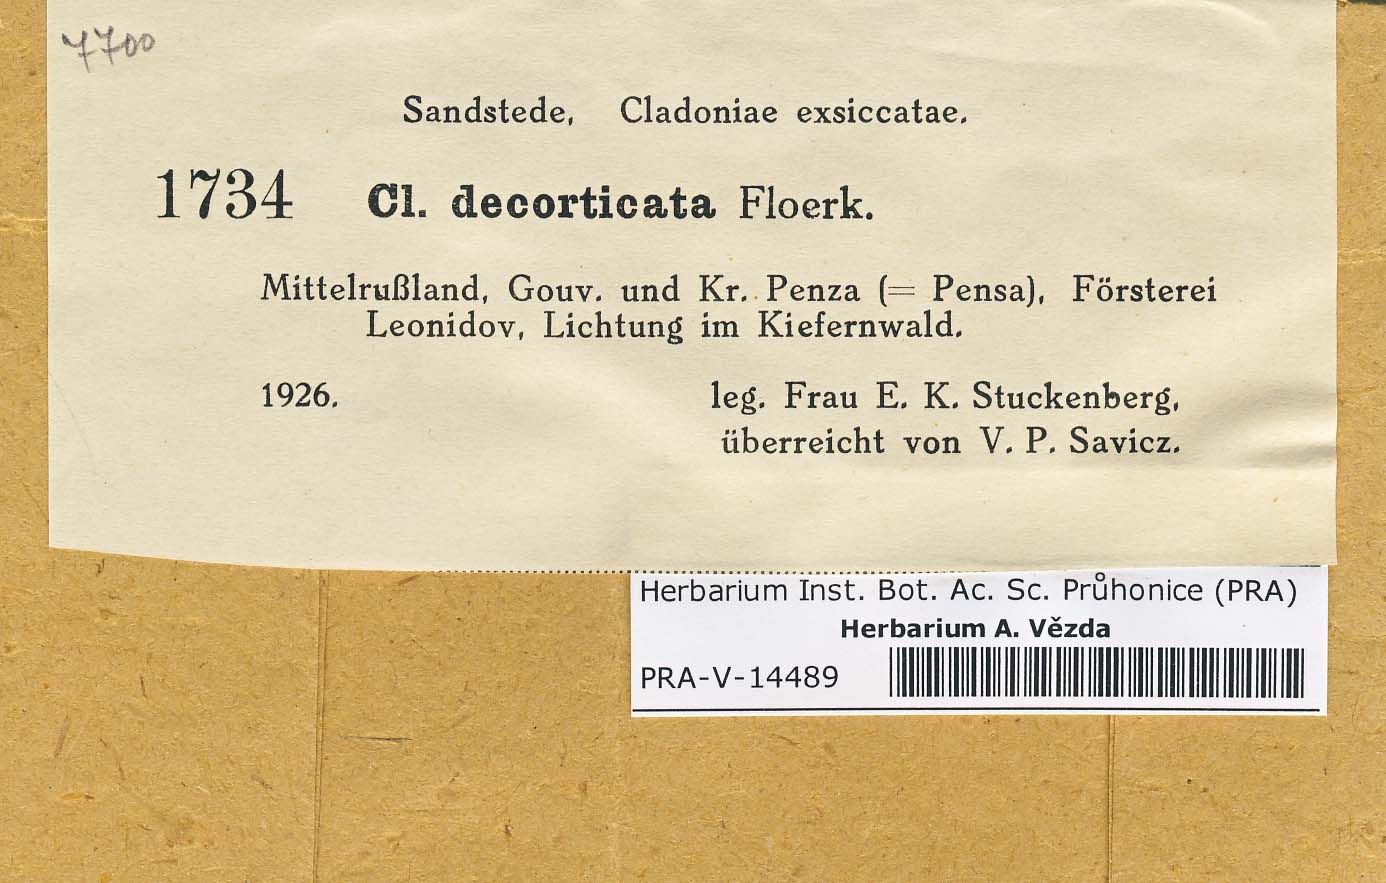 7700
Sandstede, Cladoniae exsiccatae.
1734 Cl. decorticata Floerk.
Mittelrußland, Gouv. und Kr. Penza (= Pensa), Försterei
Leonidov, Lichtung im Kiefernwald.
1926. leg. Frau E. K. Stuckenberg,
überreicht von V. P. Savicz.
Herbarium Inst. Bot. Ac. Sc. Průhonice (PRA)
Herbarium A. Vězda
PRA-V-14489